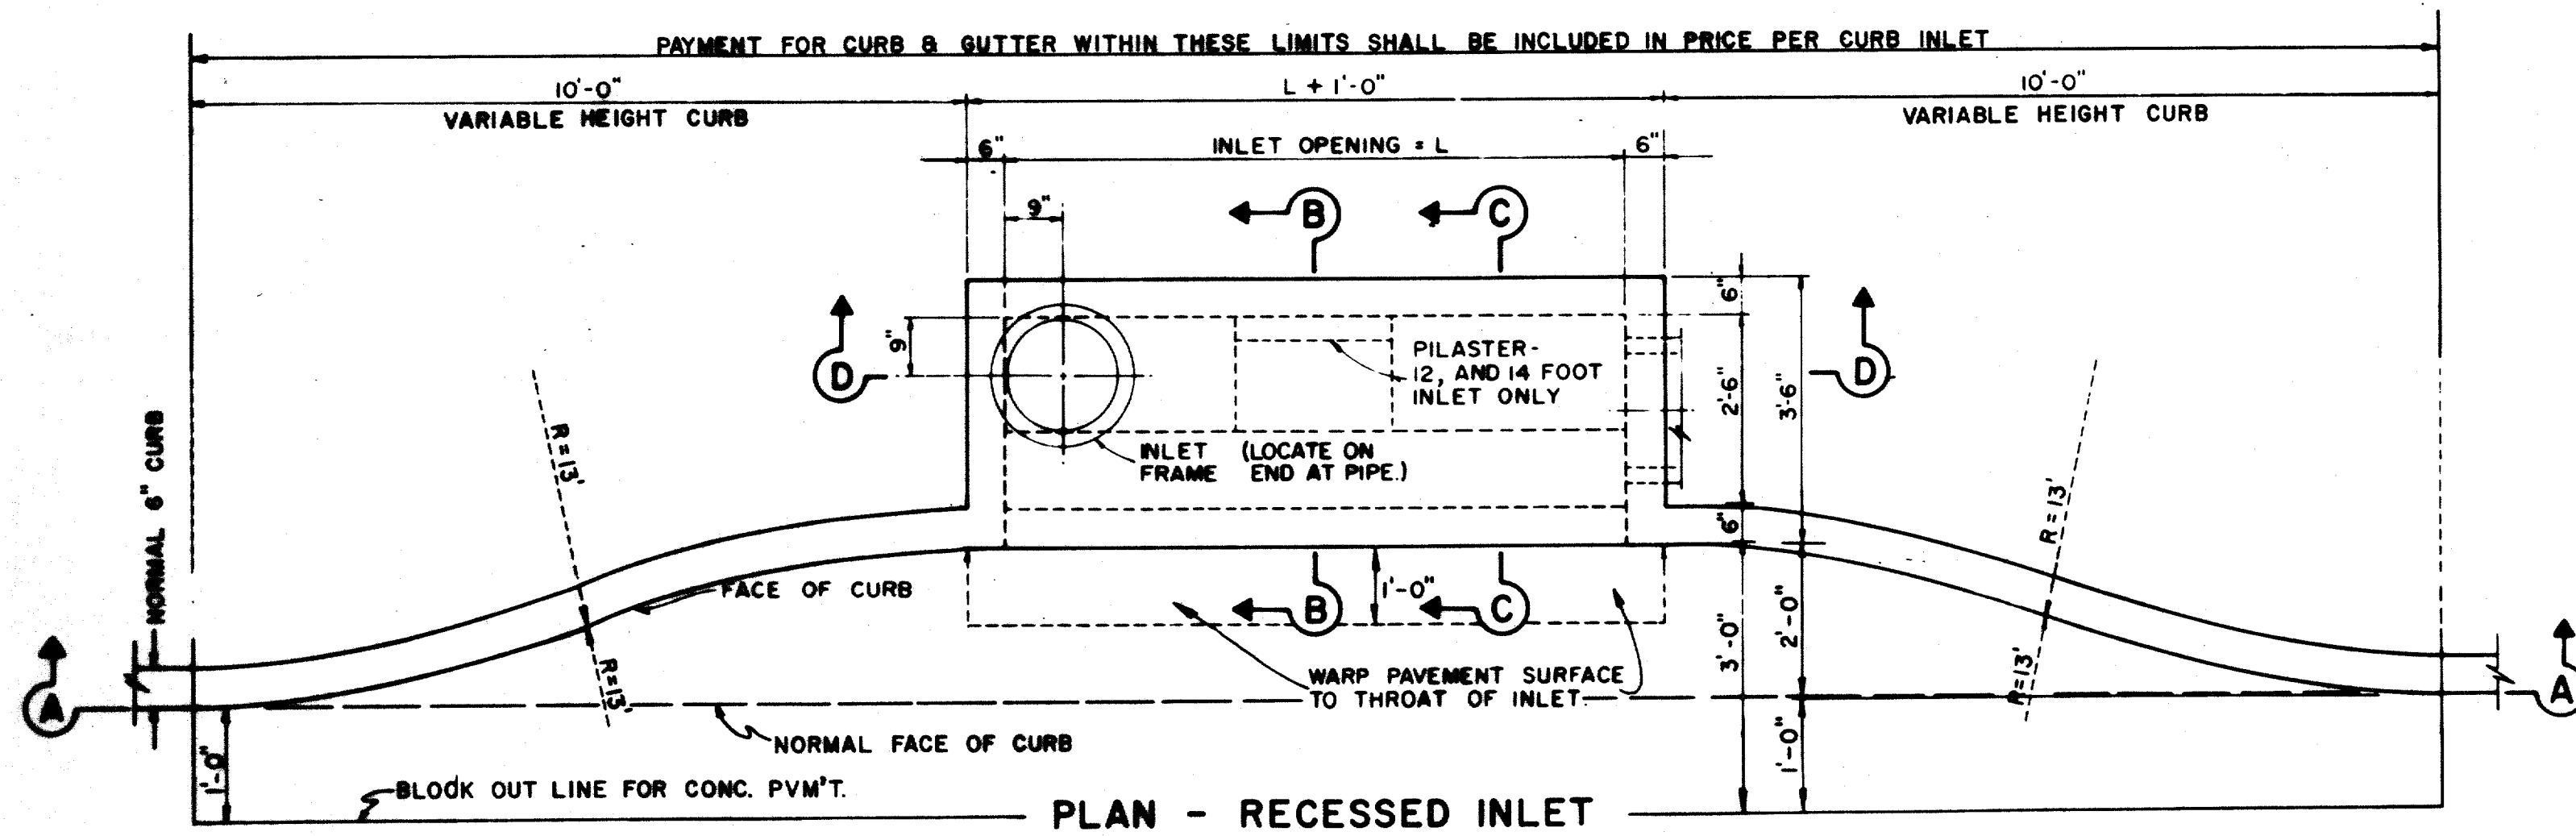 PAYMENT FOR CURB & GUTTER WITHIN THESE LIMITS SHALL BE INCLUDED IN PRICE PER CURB INLET
10'-0"
L + 1'-0"
10'-0"
VARIABLE HEIGHT CURB
VARIABLE HEIGHT CURB
6"
INLET OPENING = L
6"
9"
B
C
6"
9"
D
PILASTER-
12, AND 14 FOOT
INLET ONLY
2'-6"
3'-6"
D
INLET (LOCATE ON
FRAME END AT PIPE.)
NORMAL 6" CURB
R=13'
R=13'
6"
FACE OF CURB
1'-0"
B
C
3'-0"
2'-0"
WARP PAVEMENT SURFACE
TO THROAT OF INLET.
R=13'
R=13'
A
A
NORMAL FACE OF CURB
1'-0"
1'-0"
BLOCK OUT LINE FOR CONC. PVM'T.
PLAN - RECESSED INLET